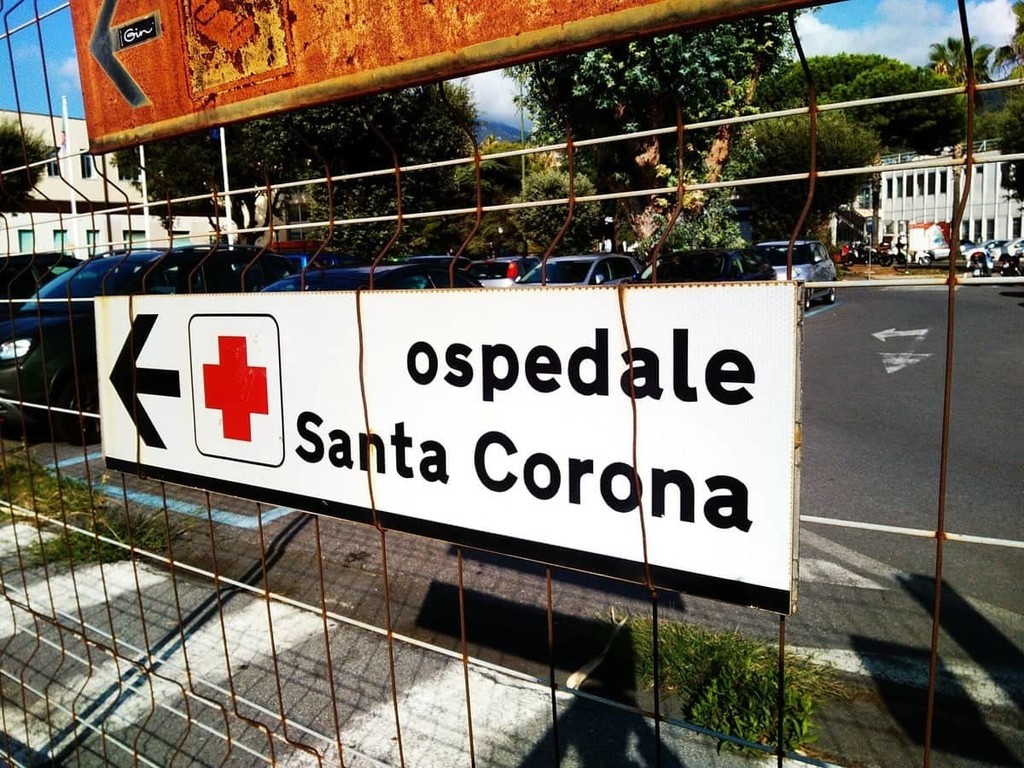 Gin
ospedale
Santa Corona